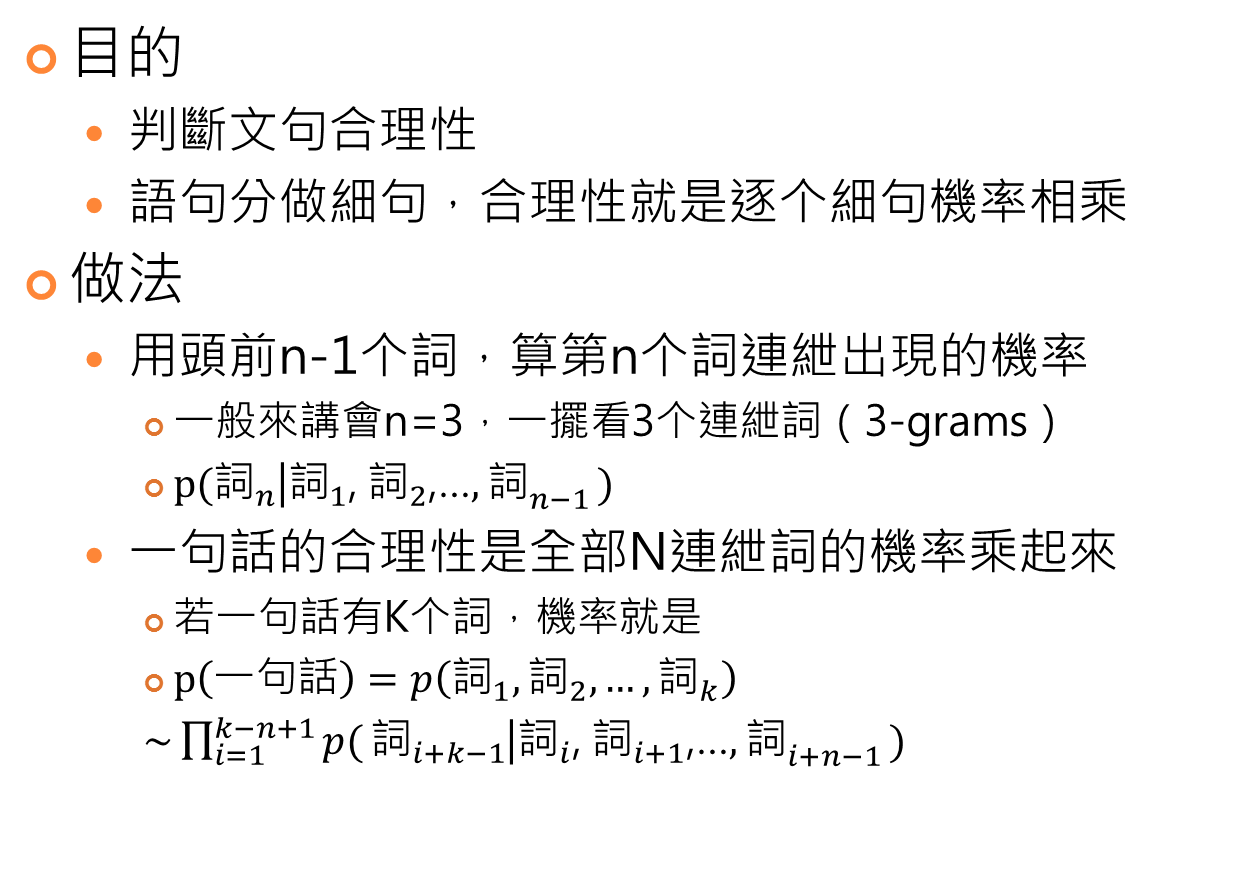 目的
判斷文句合理性
語句分做細句，合理性就是逐个細句機率相乘
做法
用頭前n-1个詞，算第n个詞連紲出現的機率
一般來講會n=3，一擺看3个連紲詞（3-grams）
p(詞ₙ|詞₁, 詞₂,…, 詞ₙ₋₁)
一句話的合理性是全部N連紲詞的機率乘起來
若一句話有K个詞，機率就是
p(一句話) = p(詞₁, 詞₂, … , 詞ₖ)
~ ∏_{i=1}^{k−n+1} p( 詞_{i+k−1}|詞_i, 詞_{i+1},…, 詞_{i+n−1})